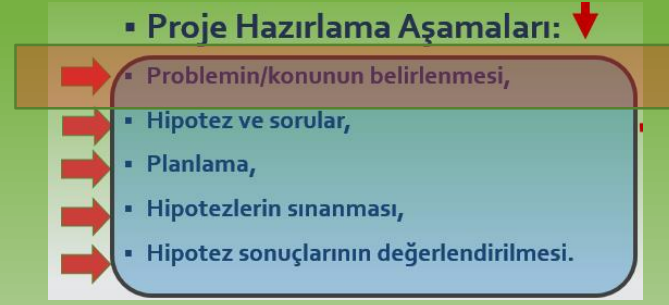 ▪ Proje Hazırlama Aşamaları:
▪ Problemin/konunun belirlenmesi,
▪ Hipotez ve sorular,
▪ Planlama,
▪ Hipotezlerin sınanması,
▪ Hipotez sonuçlarının değerlendirilmesi.